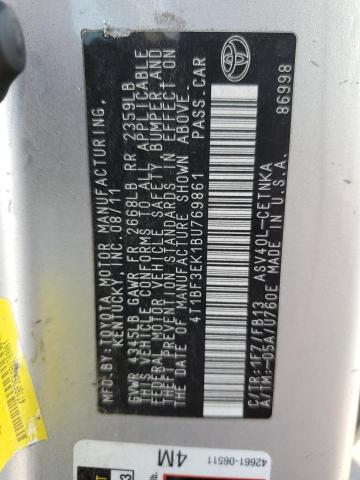 MFD.BY: TOYOTA MOTOR MANUFACTURING,
KENTUCKY, INC. 08/11
GVWR 4345LB GAWR FR 2668LB RR 2359LB
THIS VEHICLE CONFORMS TO ALL APPLICABLE
FEDERAL MOTOR VEHICLE SAFETY, BUMPER AND
THEFT PREVENTION STANDARDS IN EFFECT ON
THE DATE OF MANUFACTURE SHOWN ABOVE.
4T1BF3EK1BU769861 PASS. CAR
C/TR: 1F7/FB13 ASV40L-CETNKA
A/TM: -05A/U760E MADE IN U.S.A.
86998
TOYOTA
42661-06511
4M